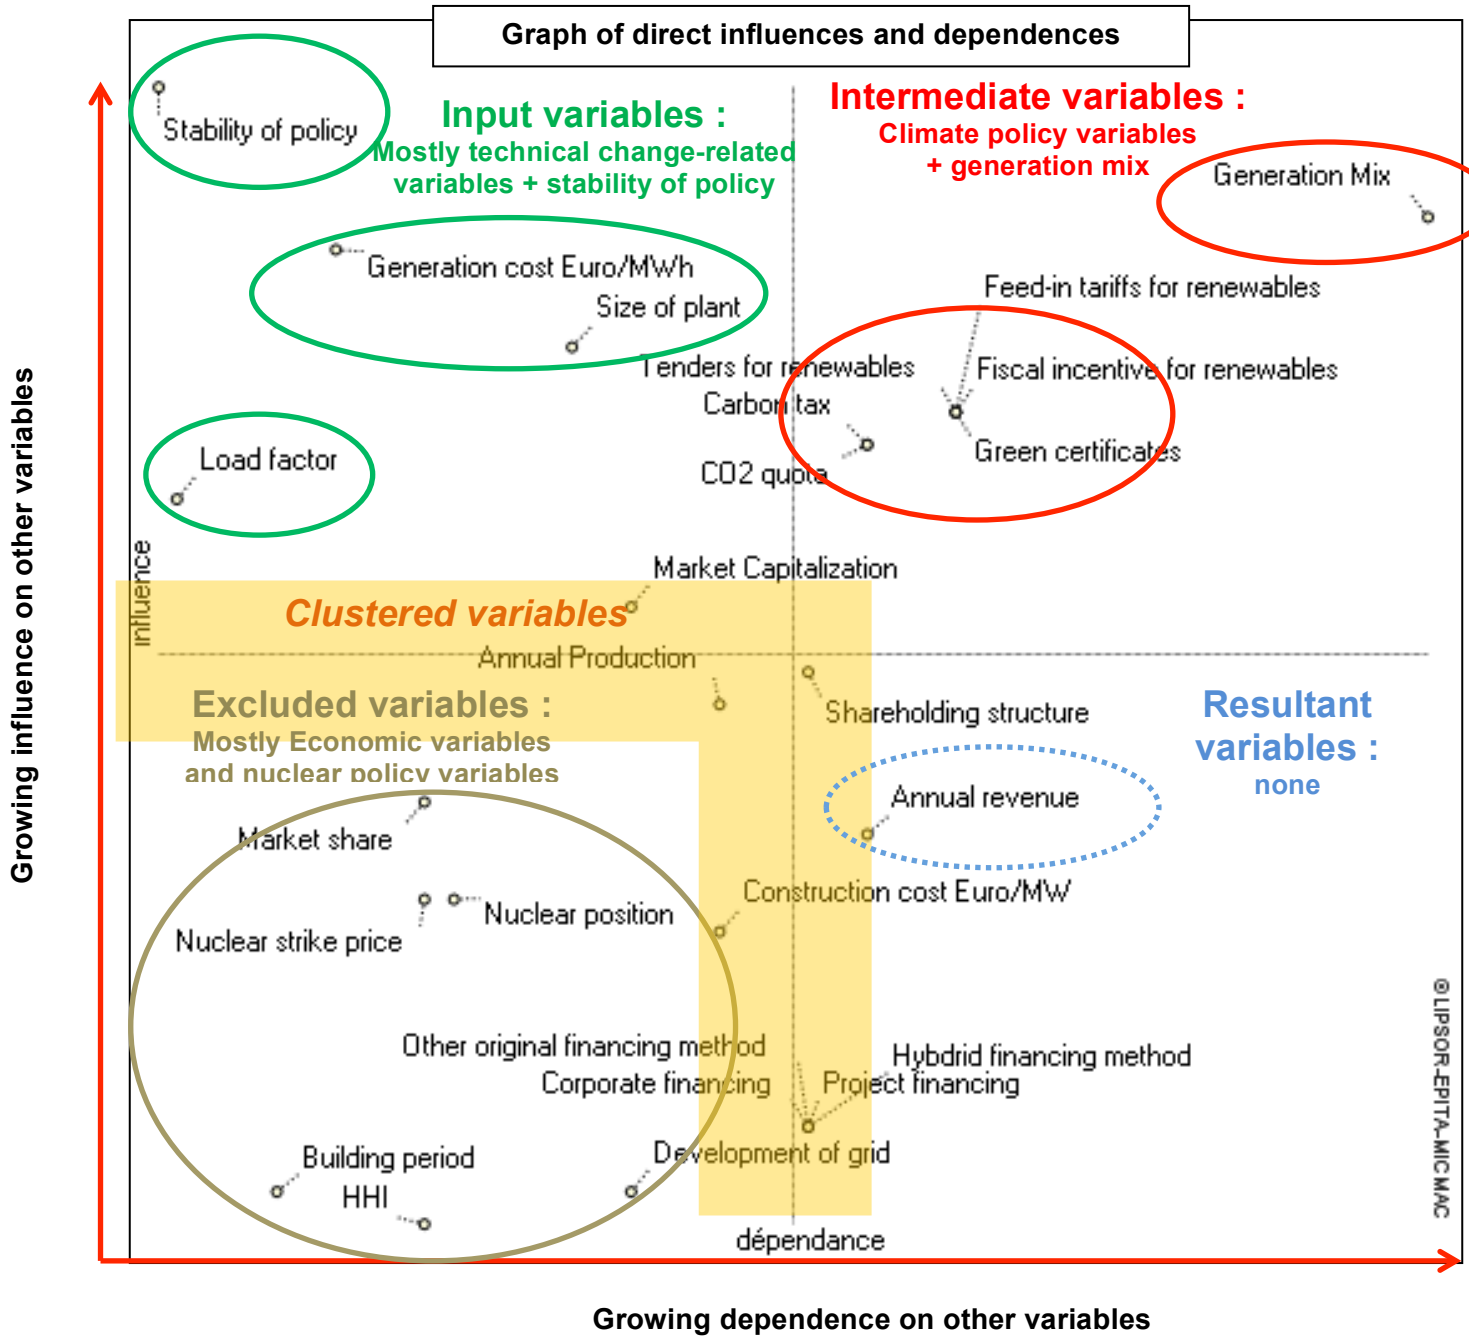 Graph of direct influences and dependences
Stability of policy
Input variables :
Mostly technical change-related
variables + stability of policy
Intermediate variables :
Climate policy variables
+ generation mix
Generation Mix
Generation cost Euro/MWh
Size of plant
Feed-in tariffs for renewables
Tenders for renewables
Fiscal incentive for renewables
Carbon tax
Green certificates
CO2 quota
Load factor
influence
Market Capitalization
Clustered variables
Annual Production
Excluded variables :
Mostly Economic variables
and nuclear policy variables
Shareholding structure
Resultant
variables :
none
Annual revenue
Market share
Construction cost Euro/MW
Nuclear position
Nuclear strike price
Other original financing method
Hybdrid financing method
Corporate financing
Project financing
Development of grid
Building period
HHI
dépendance
©LIPSOR-EPITA-MICMAC
Growing influence on other variables
Growing dependence on other variables